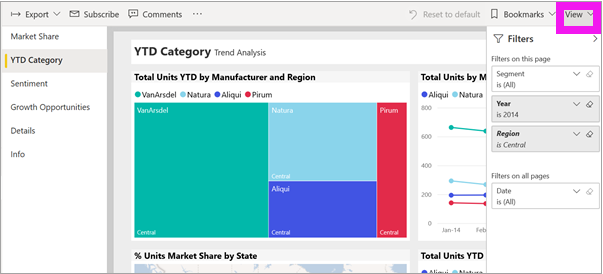 Export
Subscribe
Comments
Reset to default
Bookmarks
View
Market Share
YTD Category
Sentiment
Growth Opportunities
Details
Info
YTD Category Trend Analysis
Total Units YTD by Manufacturer and Region
VanArsdel Natura Aliqui Pirum
VanArsdel
Central
Natura
Central
Aliqui
Central
Pirum
Central
% Units Market Share by State
Total Units by M
Aliqui Natura
800
600
400
200
0
Jan-14 Feb
Total Units YTD
Aliqui Natura
Filters
Filters on this page
Segment
is (All)
Year
is 2014
Region
is Central
Filters on all pages
Date
is (All)